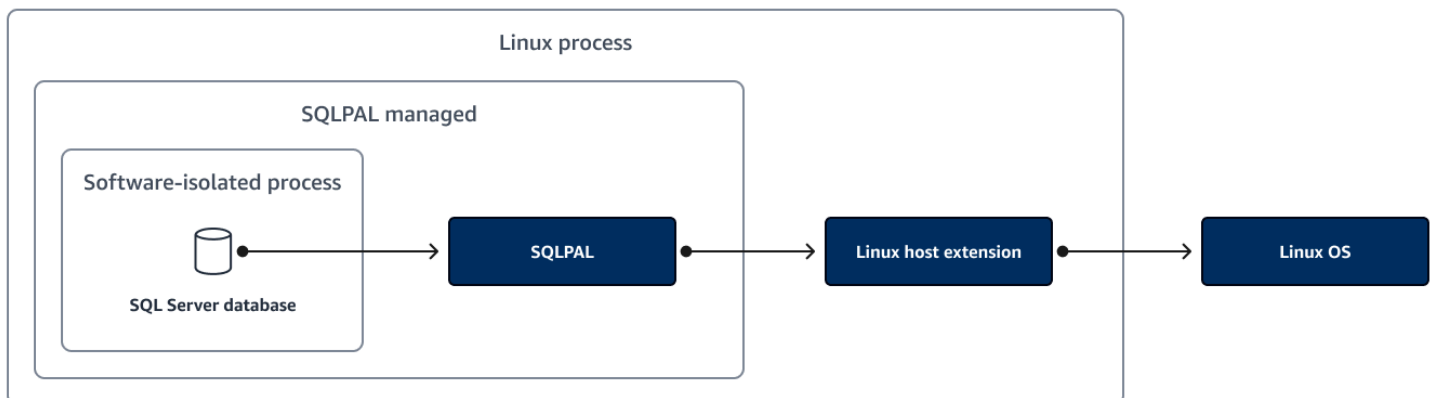 Linux process
SQLPAL managed
Software-isolated process
SQL Server database
SQLPAL
Linux host extension
Linux OS